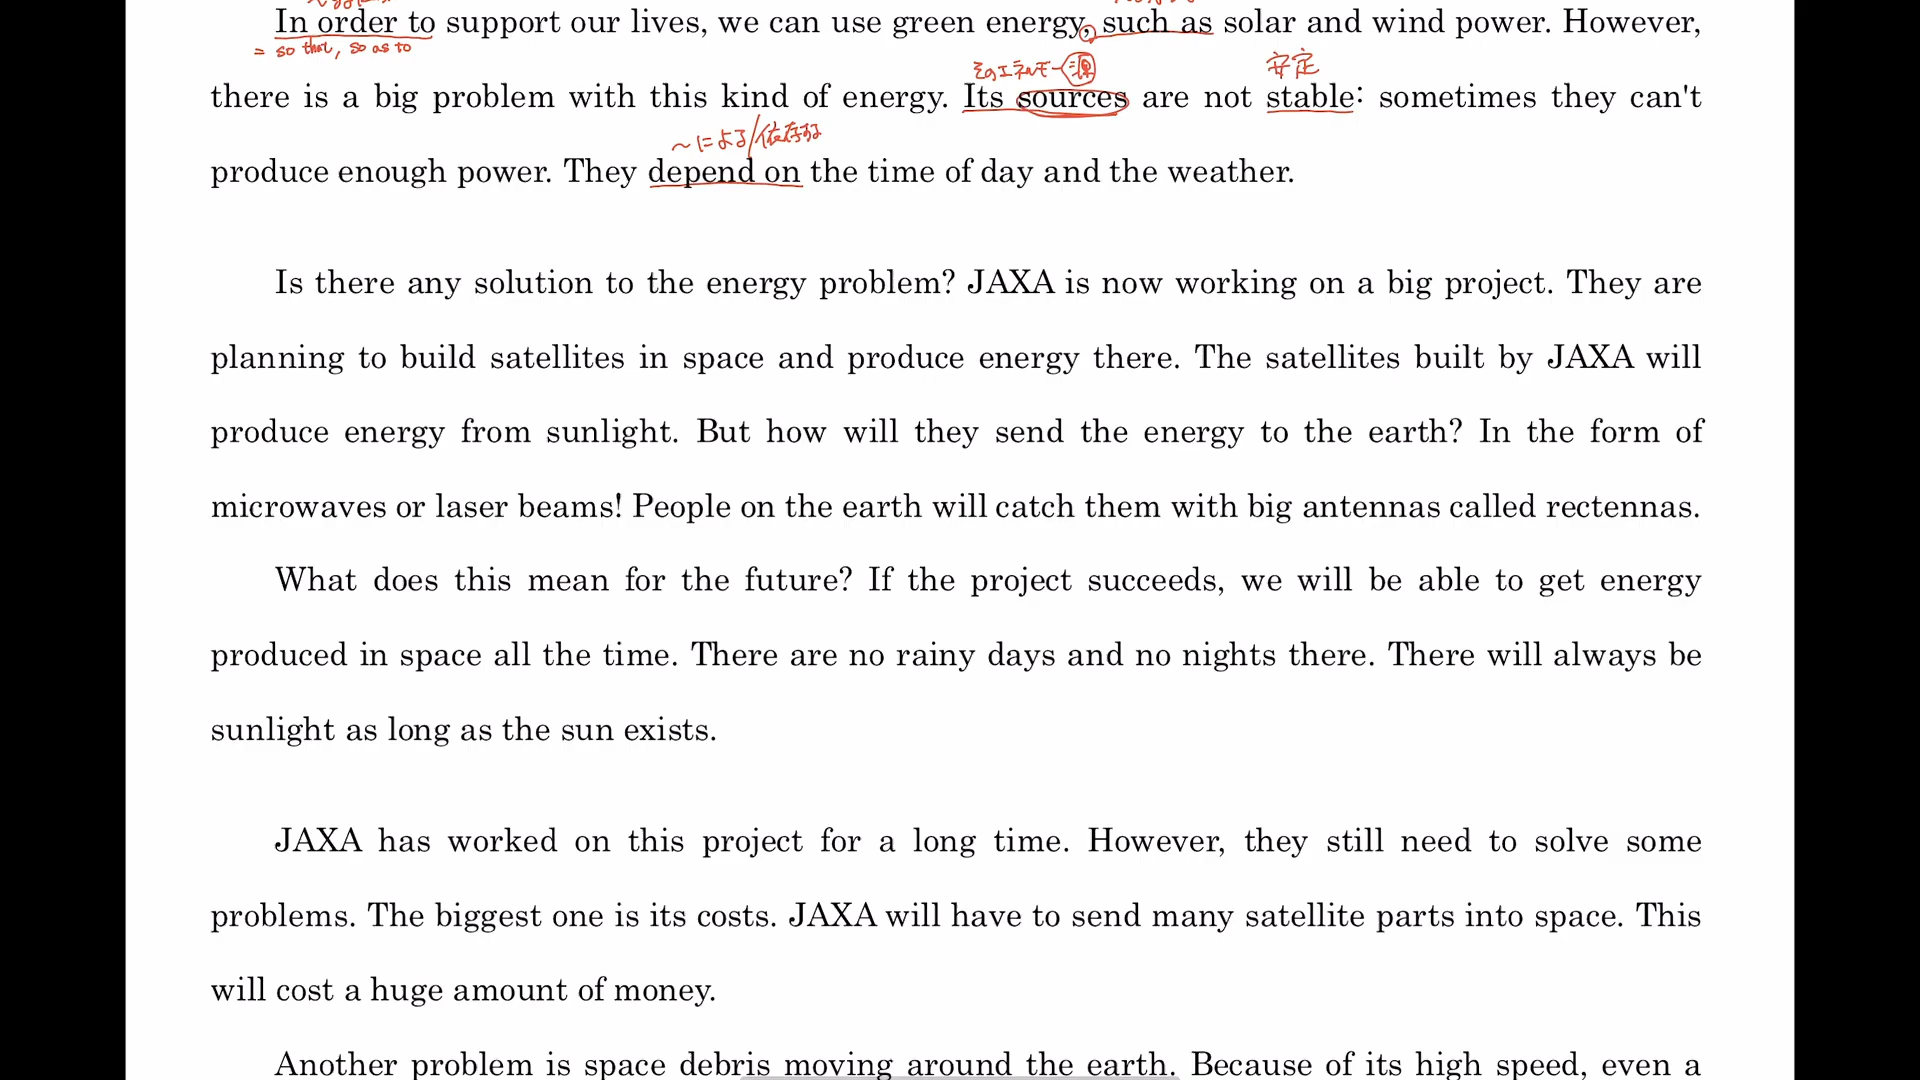 In order to support our lives, we can use green energy, such as solar and wind power. However,
= so that, so as to
そのエネルギー源
安定
there is a big problem with this kind of energy. Its sources are not stable: sometimes they can't
〜による/依存する
produce enough power. They depend on the time of day and the weather.
Is there any solution to the energy problem? JAXA is now working on a big project. They are
planning to build satellites in space and produce energy there. The satellites built by JAXA will
produce energy from sunlight. But how will they send the energy to the earth? In the form of
microwaves or laser beams! People on the earth will catch them with big antennas called rectennas.
What does this mean for the future? If the project succeeds, we will be able to get energy
produced in space all the time. There are no rainy days and no nights there. There will always be
sunlight as long as the sun exists.
JAXA has worked on this project for a long time. However, they still need to solve some
problems. The biggest one is its costs. JAXA will have to send many satellite parts into space. This
will cost a huge amount of money.
Another problem is space debris moving around the earth. Because of its high speed, even a